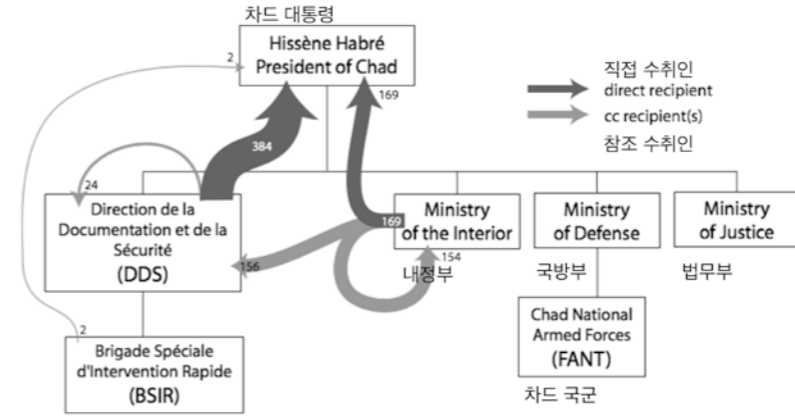 차드 대통령
Hissène Habré
President of Chad
2
169
384
직접 수취인
direct recipient
cc recipient(s)
참조 수취인
24
Direction de la
Documentation et de la
Sécurité
(DDS)
156
169
Ministry
of the Interior
154
내정부
Ministry
of Defense
국방부
Ministry
of Justice
법무부
2
Brigade Spéciale
d'Intervention Rapide
(BSIR)
Chad National
Armed Forces
(FANT)
차드 국군